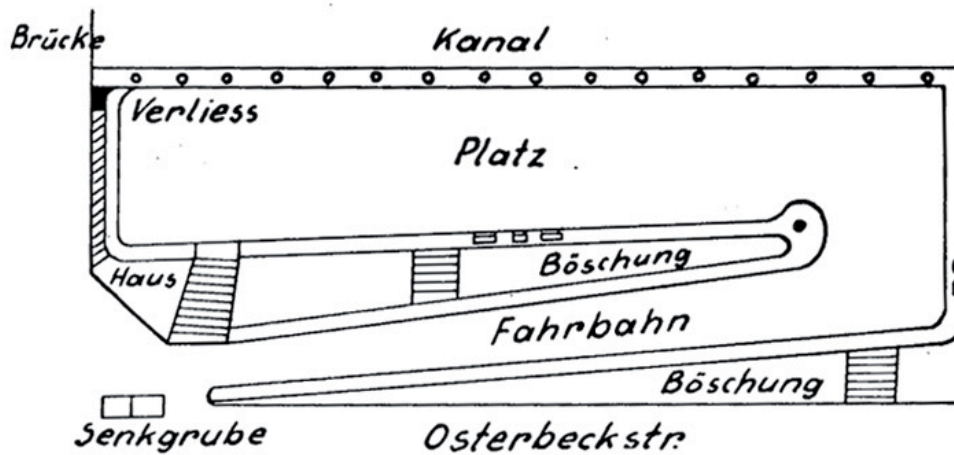 Brücke
Kanal
Verliess
Platz
Haus
Böschung
Fahrbahn
Böschung
Senkgrube
Osterbeckstr.